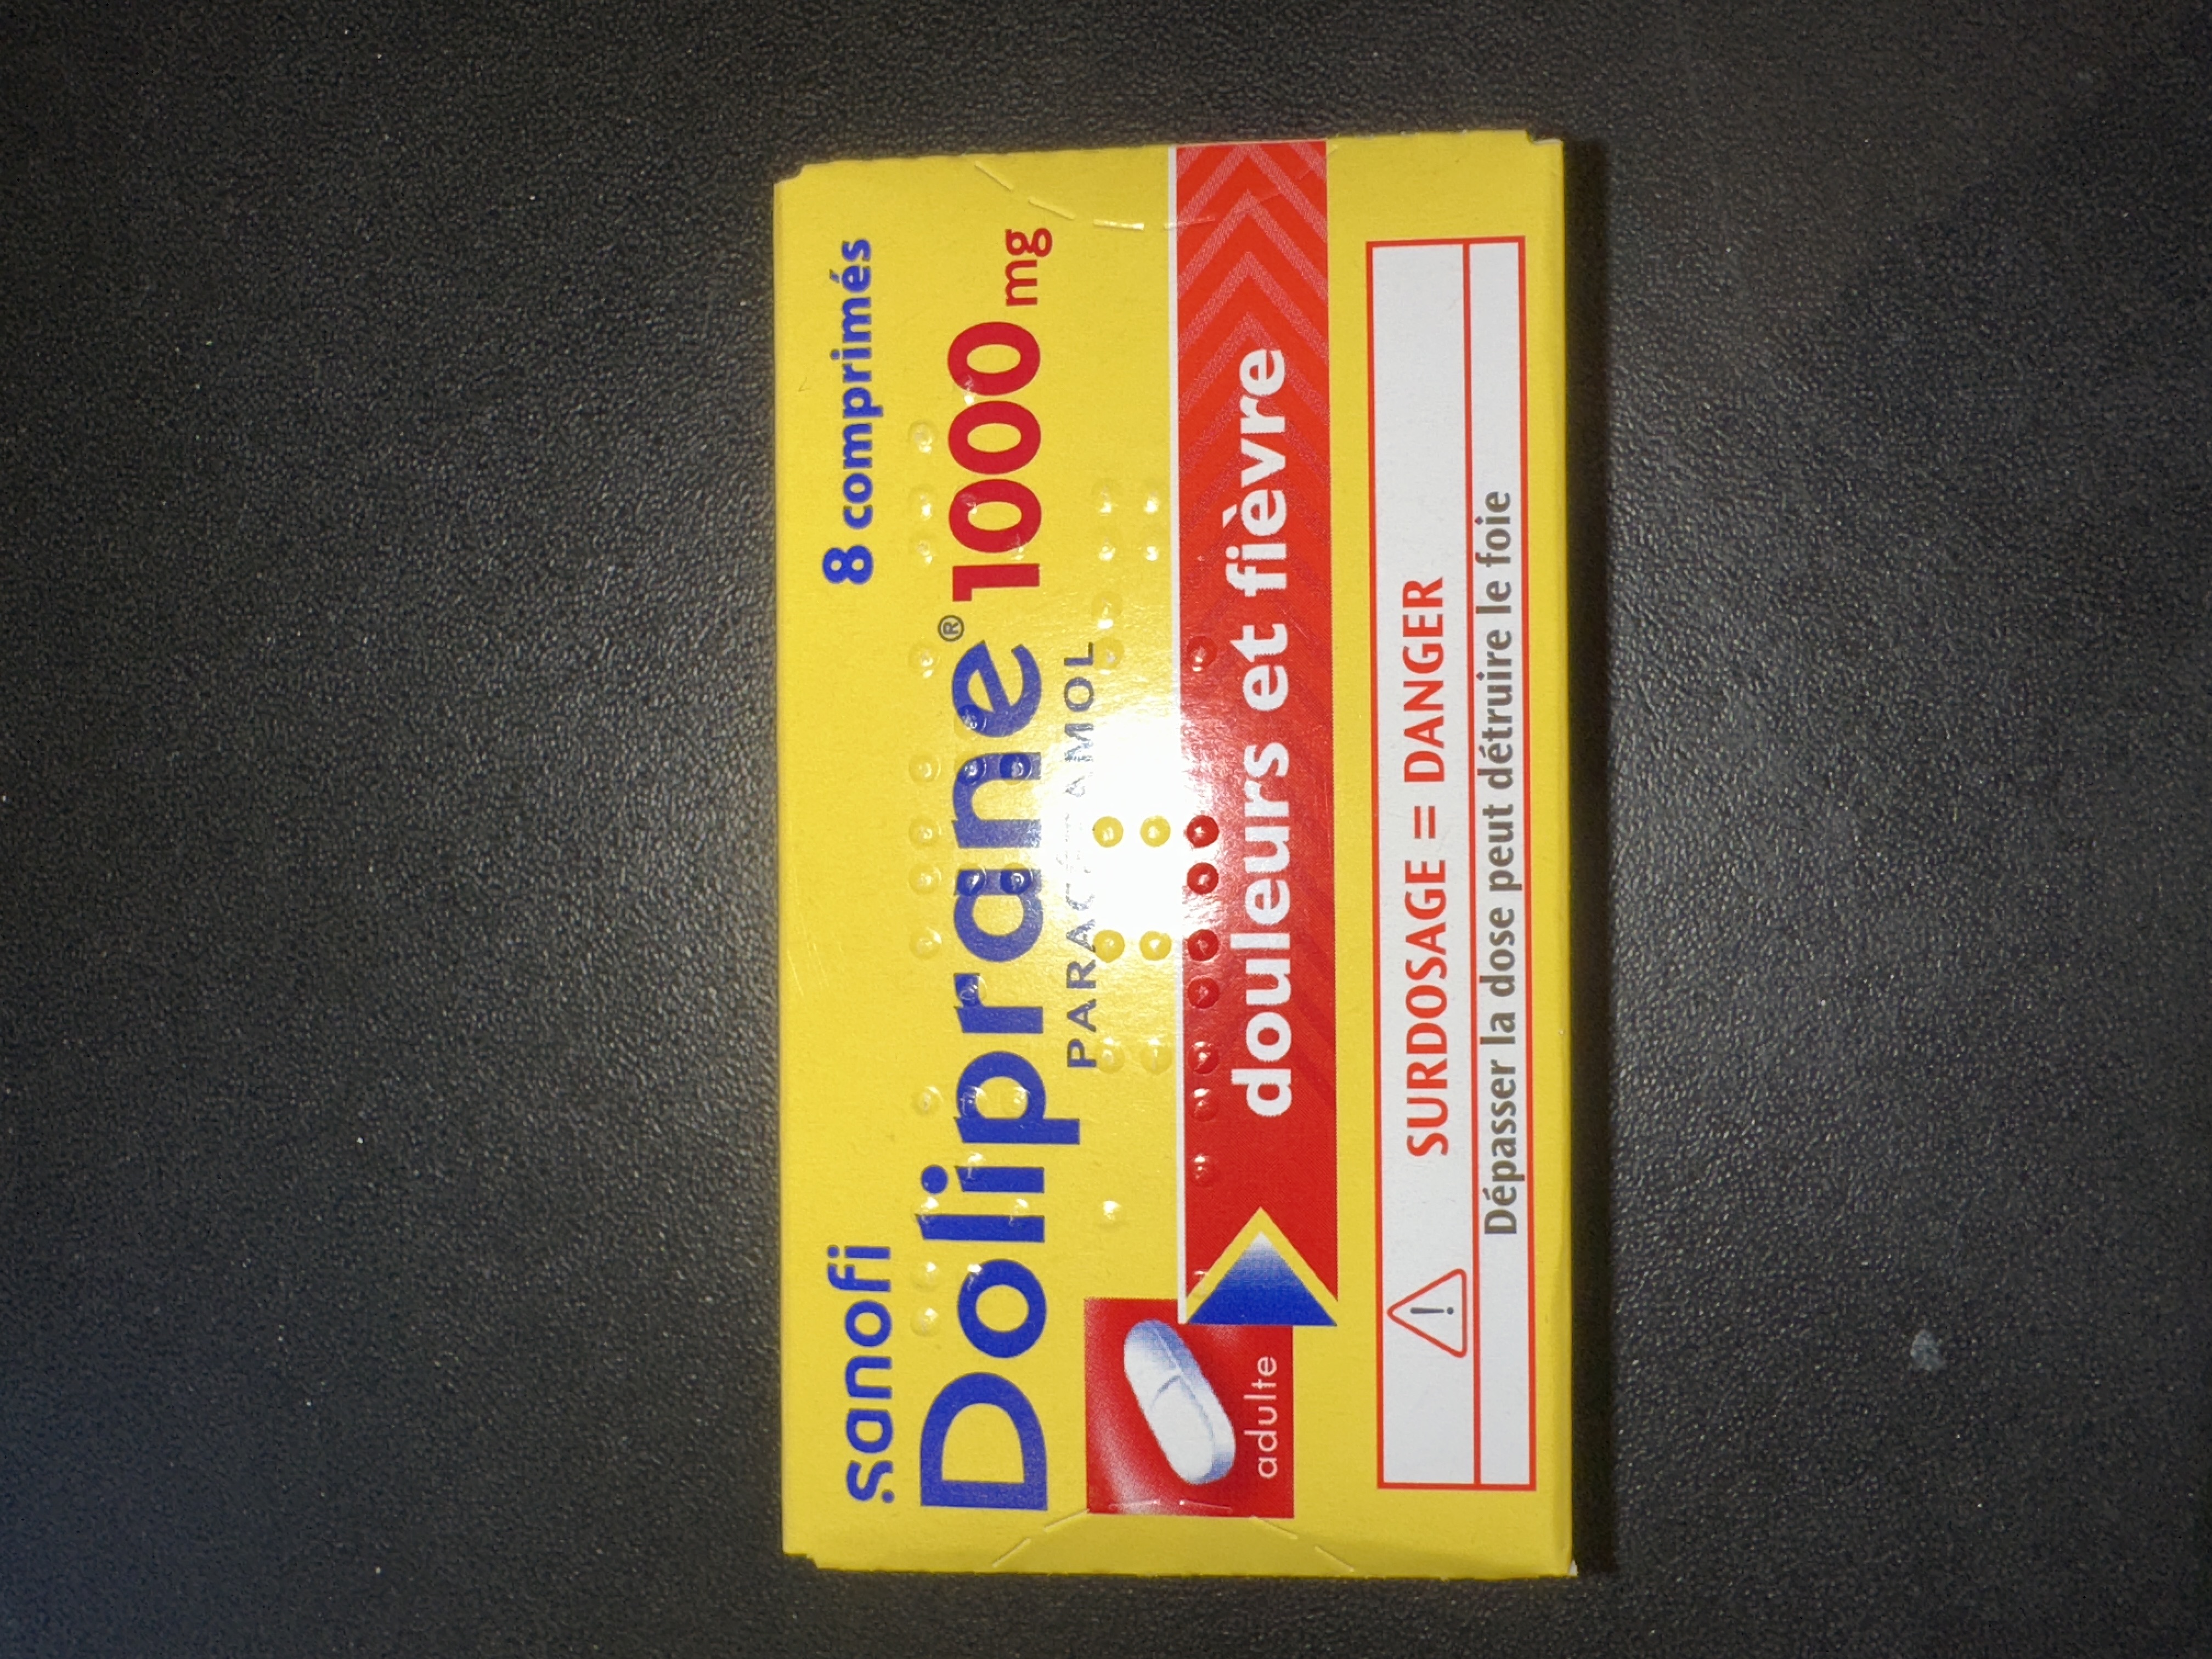 sanofi
8 comprimés
Doliprane® 1000 mg
PARACÉTAMOL
douleurs et fièvre
adulte
SURDOSAGE = DANGER
Dépasser la dose peut détruire le foie